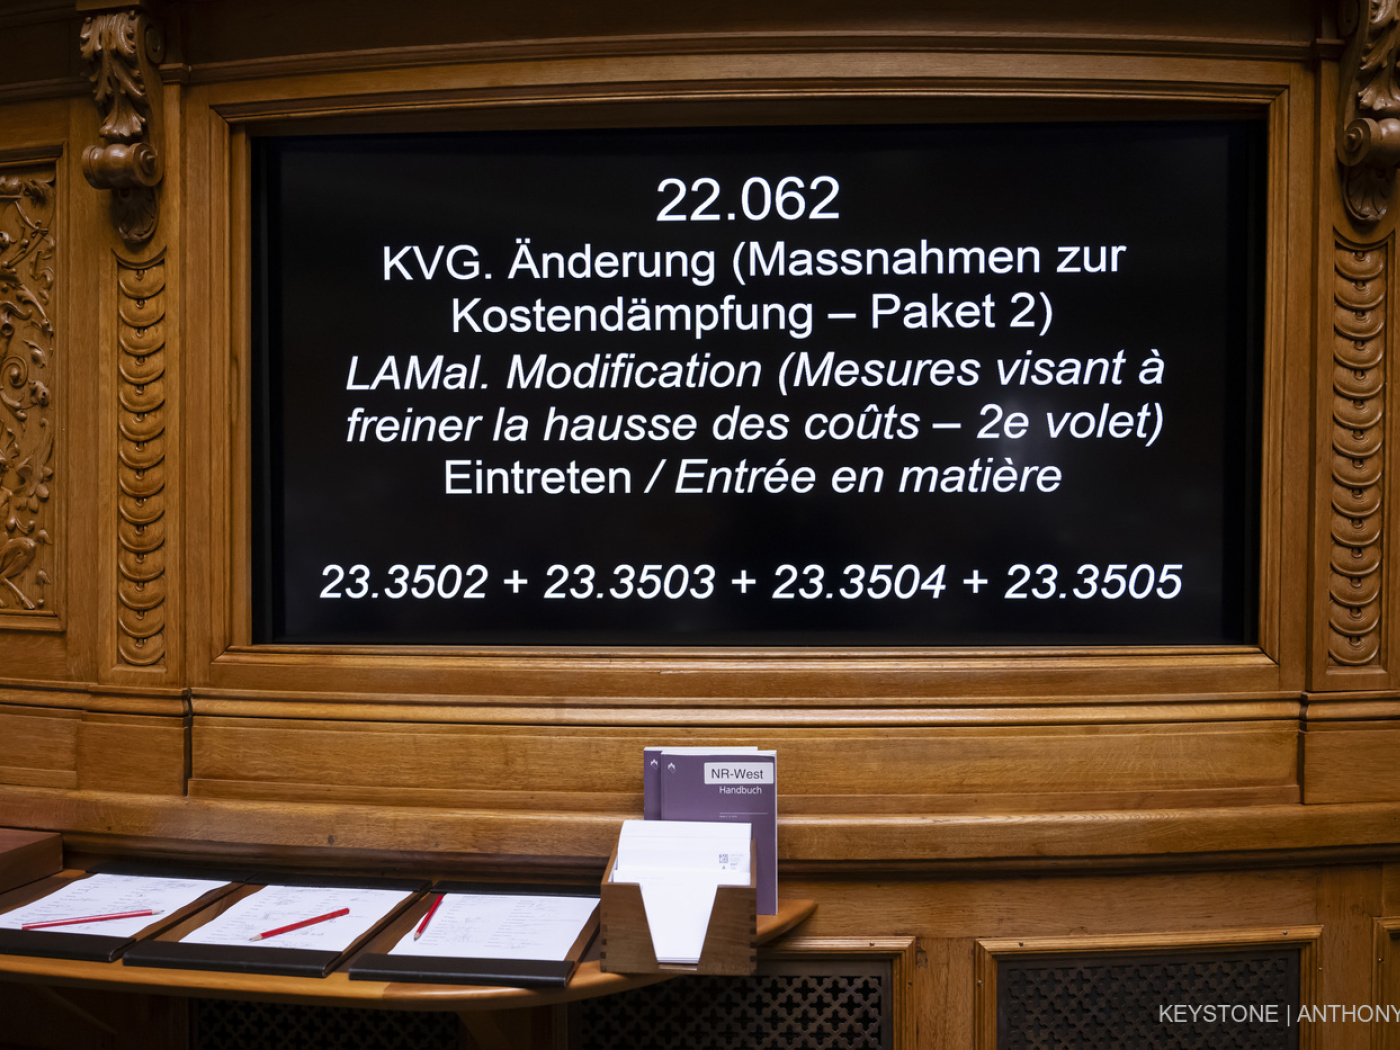 22.062
KVG. Änderung (Massnahmen zur
Kostendämpfung – Paket 2)
LAMal. Modification (Mesures visant à
freiner la hausse des coûts – 2e volet)
Eintreten / Entrée en matière
23.3502 + 23.3503 + 23.3504 + 23.3505
NR-West
Handbuch
KEYSTONE | ANTHONY